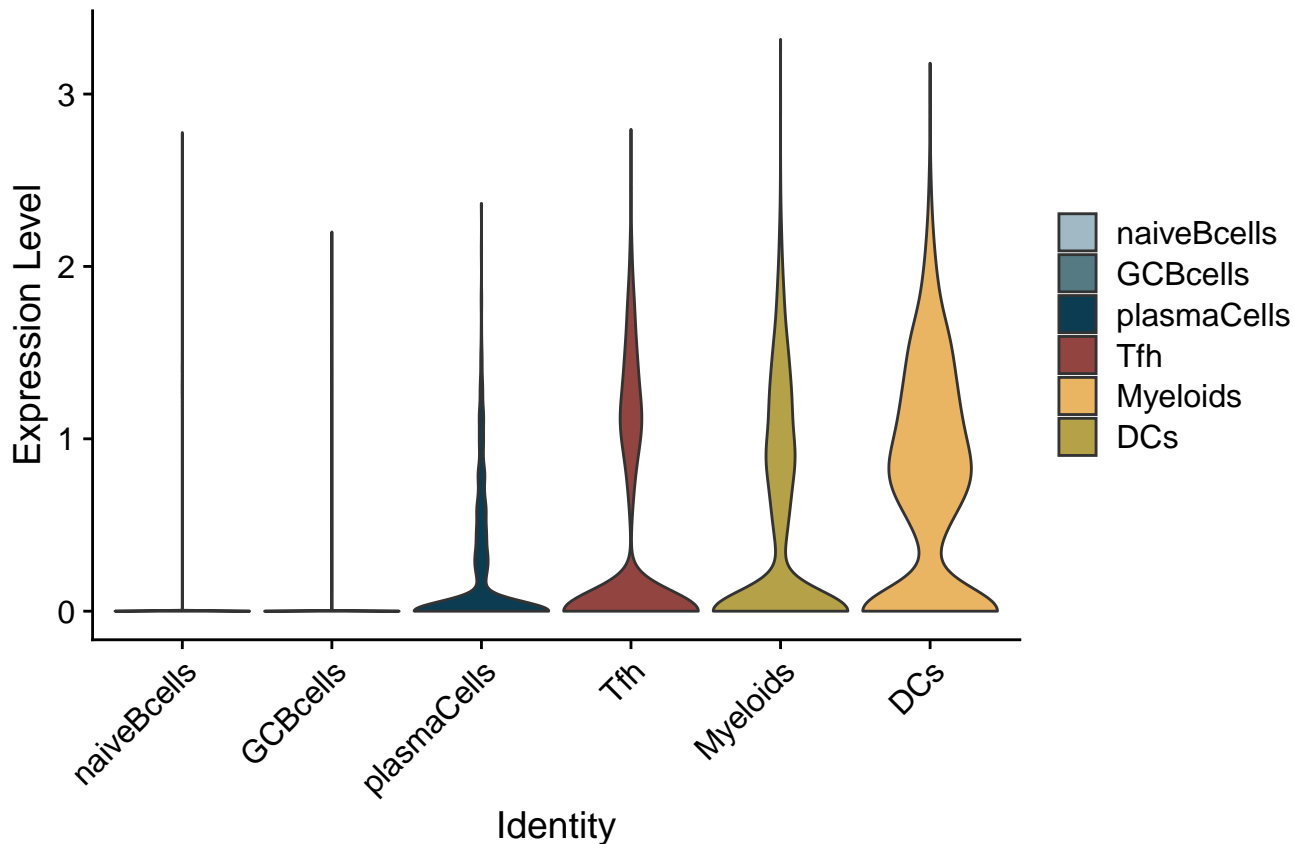 Expression Level
3
2
1
0
naiveBcells
GCBcells
plasmaCells
Tfh
Myeloids
DCs
Identity
naiveBcells
GCBcells
plasmaCells
Tfh
Myeloids
DCs